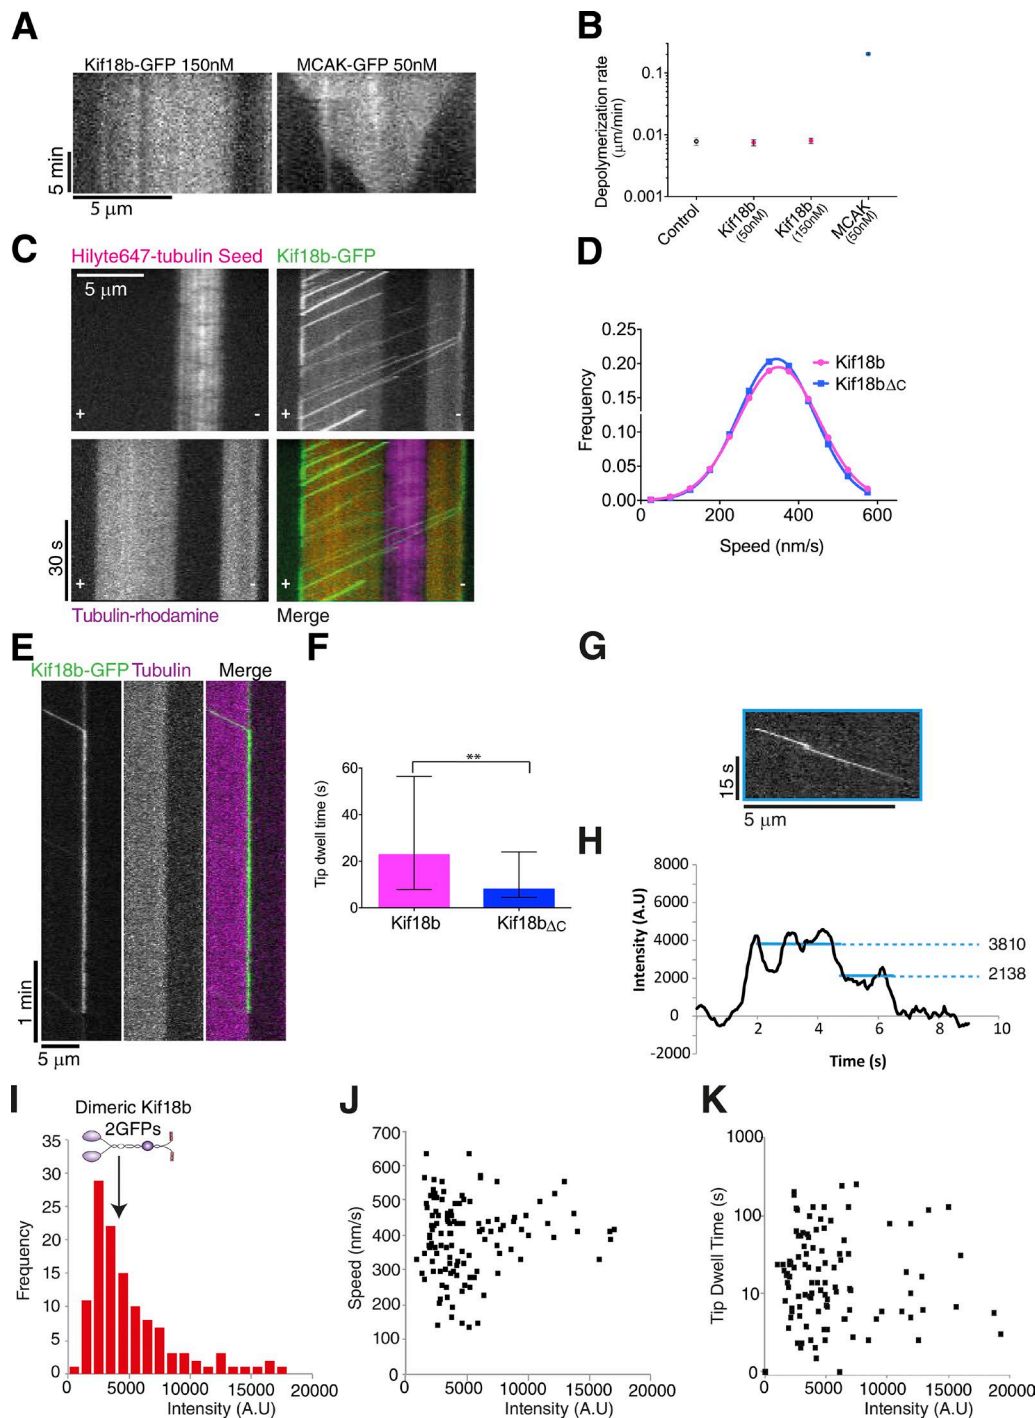 A
Kif18b-GFP 150nM
MCAK-GFP 50nM
5 min
5 µm
B
Depolymerization rate
(µm/min)
0.1
0.01
0.001
Control
Kif18b
(50nM)
Kif18b
(150nM)
MCAK
(50nM)
C
Hilyte647-tubulin Seed
Kif18b-GFP
5 µm
+
-
+
-
30 s
+
-
+
-
Tubulin-rhodamine
Merge
D
Frequency
0.25
0.20
0.15
0.10
0.05
0.00
Kif18b
Kif18bΔC
0
200
400
600
Speed (nm/s)
E
Kif18b-GFP
Tubulin
Merge
1 min
5 µm
F
Tip dwell time (s)
60
40
20
0
**
Kif18b
Kif18bΔC
G
15 s
5 µm
H
Intensity (A.U)
8000
6000
4000
2000
0
-2000
3810
2138
2
4
6
8
10
Time (s)
I
Dimeric Kif18b
2GFPs
Frequency
35
30
25
20
15
10
5
0
0
5000
10000
15000
20000
Intensity (A.U)
J
Speed (nm/s)
700
600
500
400
300
200
100
0
0
5000
10000
15000
20000
Intensity (A.U)
K
Tip Dwell Time (s)
1000
100
10
0
0
5000
10000
15000
20000
Intensity (A.U)